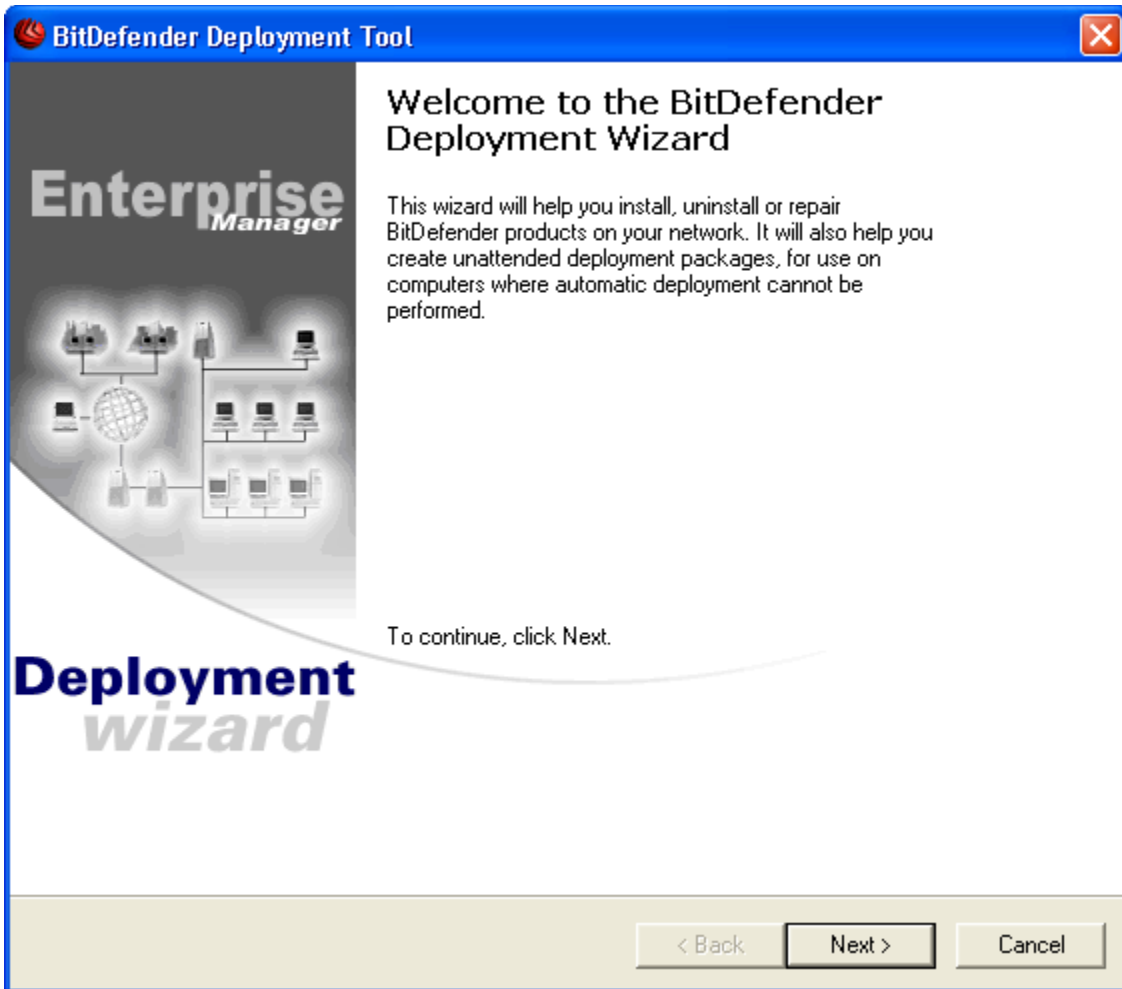 BitDefender Deployment Tool
Welcome to the BitDefender
Deployment Wizard
Enterprise
Manager
This wizard will help you install, uninstall or repair
BitDefender products on your network. It will also help you
create unattended deployment packages, for use on
computers where automatic deployment cannot be
performed.
To continue, click Next.
Deployment
wizard
< Back
Next >
Cancel